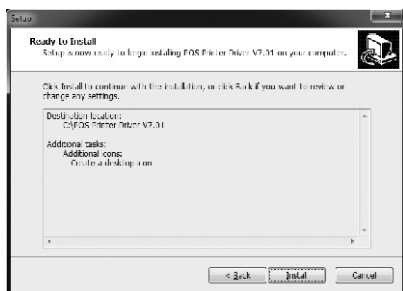 Setup
Ready to Install
Setup is now ready to begin installing POS Printer Driver V7.01 on your computer.
Click Install to continue with the installation, or click Back if you want to review or
change any settings.
Destination location:
C:\POS Printer Driver V7.01
Additional tasks:
Additional icons:
Create a desktop icon
< Back
Install
Cancel